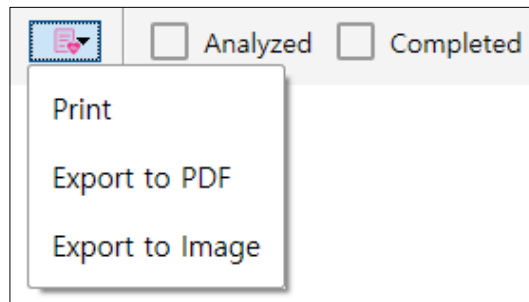 Analyzed Completed
Print
Export to PDF
Export to Image